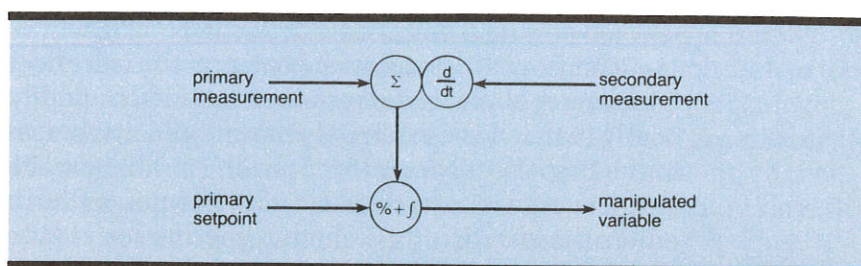 primary
measurement
Σ
d
dt
secondary
measurement
primary
setpoint
% + ∫
manipulated
variable